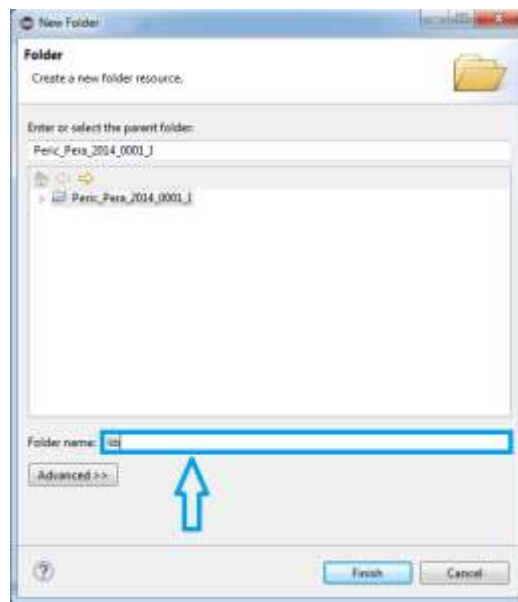 New Folder
Folder
Create a new folder resource.
Enter or select the parent folder:
Peric_Pera_2014_0001_1
Peric_Pera_2014_0001_1
Folder name: lib
Advanced >>
Finish
Cancel